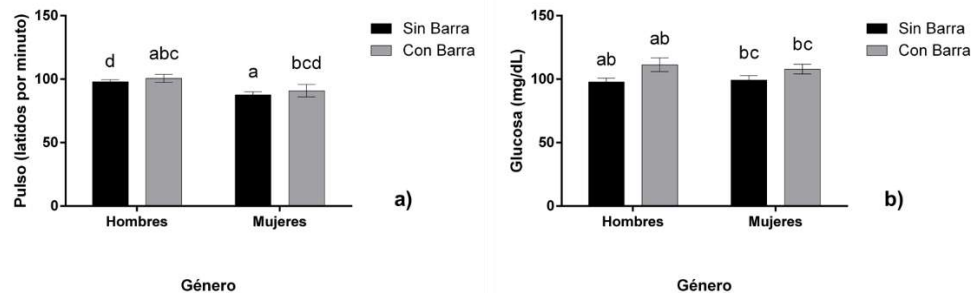 Pulso (latidos por minuto)
150
100
50
0
d
abc
a
bcd
Hombres
Mujeres
Género
Sin Barra
Con Barra
a)
Glucosa (mg/dL)
150
100
50
0
ab
ab
bc
bc
Hombres
Mujeres
Género
Sin Barra
Con Barra
b)